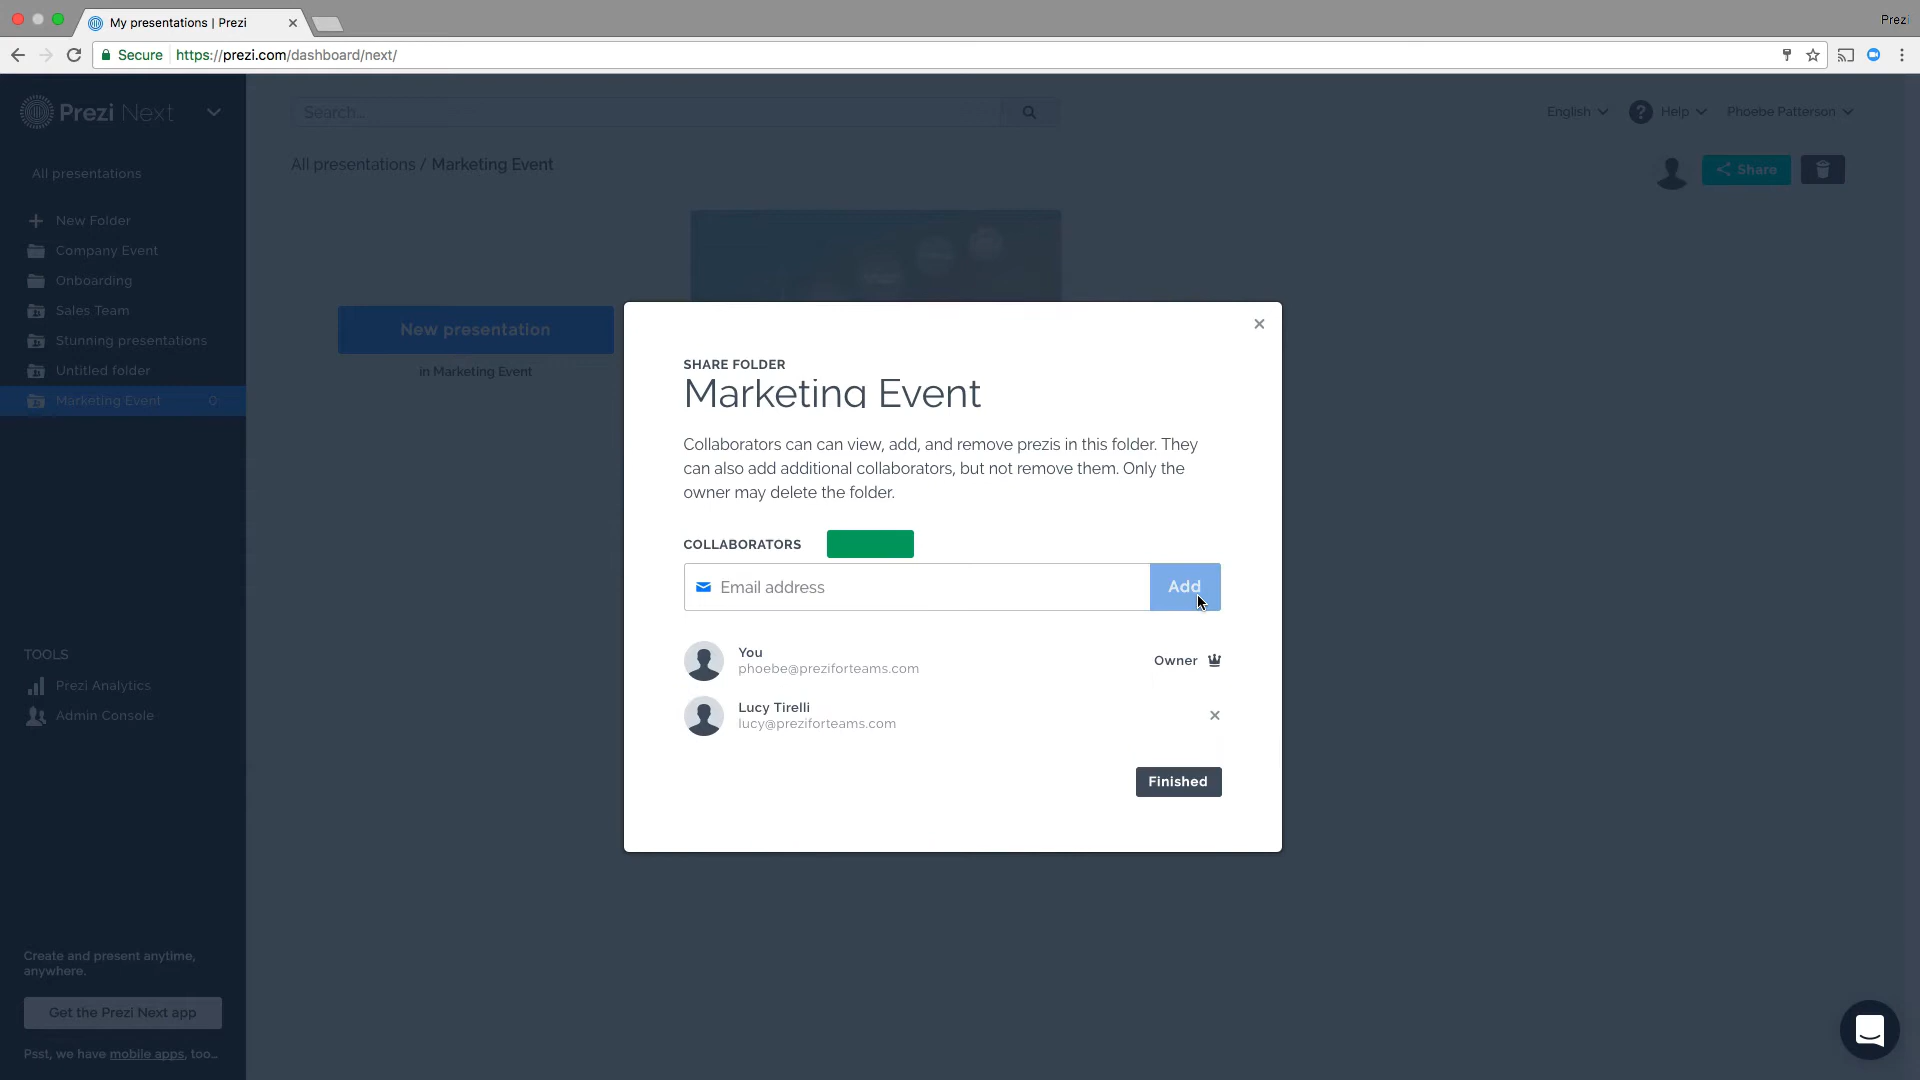 My presentations | Prezi
Prezi
Secure
https://prezi.com/dashboard/next/
Prezi Next
Search...
English
Help
Phoebe Patterson
All presentations / Marketing Event
Share
All presentations
New Folder
Company Event
Onboarding
Sales Team
Stunning presentations
Untitled folder
Marketing Event 0
New presentation
in Marketing Event
SHARE FOLDER
Marketing Event
Collaborators can can view, add, and remove prezis in this folder. They
can also add additional collaborators, but not remove them. Only the
owner may delete the folder.
COLLABORATORS
Email address
Add
You
phoebe@preziforteams.com
Owner
Lucy Tirelli
lucy@preziforteams.com
Finished
TOOLS
Prezi Analytics
Admin Console
Create and present anytime,
anywhere.
Get the Prezi Next app
Psst, we have mobile apps, too...